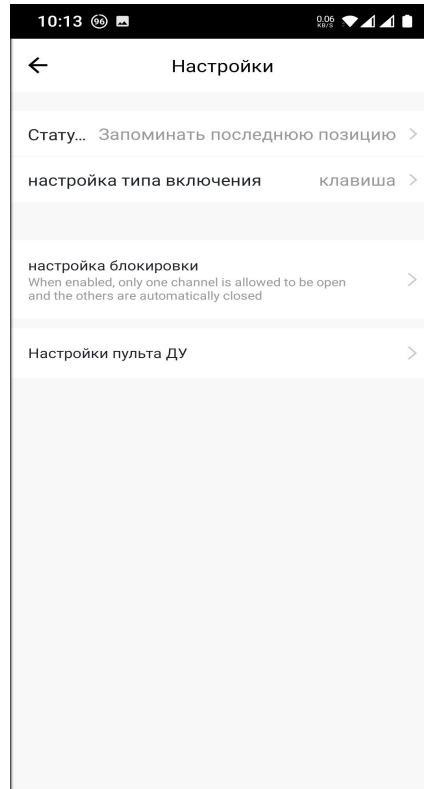 10:13 96 0.06 KB/S
Настройки
Стату... Запоминать последнюю позицию
настройка типа включения клавиша
настройка блокировки
When enabled, only one channel is allowed to be open
and the others are automatically closed
Настройки пульта ДУ